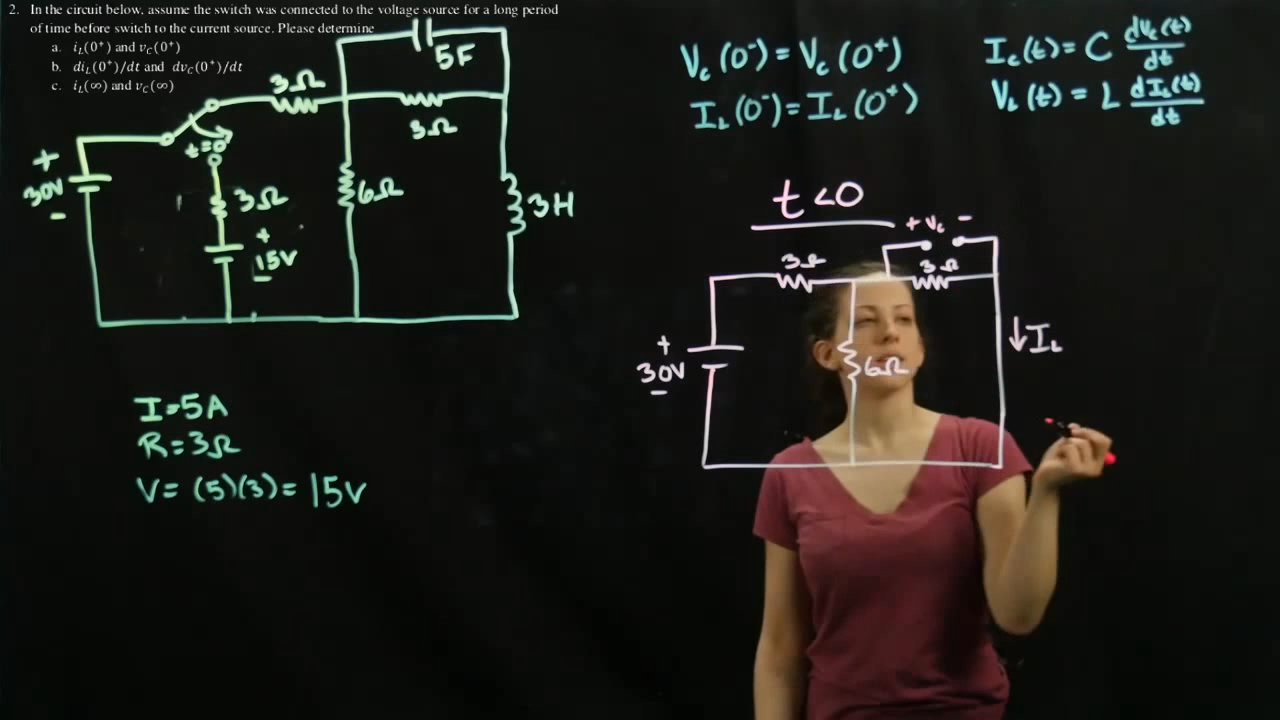 2. In the circuit below, assume the switch was connected to the voltage source for a long period
of time before switch to the current source. Please determine
a. iL(0+) and vC(0+)
b. diL(0+)/dt and dvC(0+)/dt
c. iL(∞) and vC(∞)
5F
3Ω
3Ω
t=0
+
30V
-
3Ω
6Ω
3H
+
15V
-
I=5A
R=3Ω
V= (5)(3)= 15V
Vc(0-)=Vc(0+)
IL(0-)=IL(0+)
Ic(t)= C dVc(t)/dt
VL(t) = L dIL(t)/dt
t<0
+ Vc -
3Ω
3Ω
+
30V
-
6Ω
↓IL